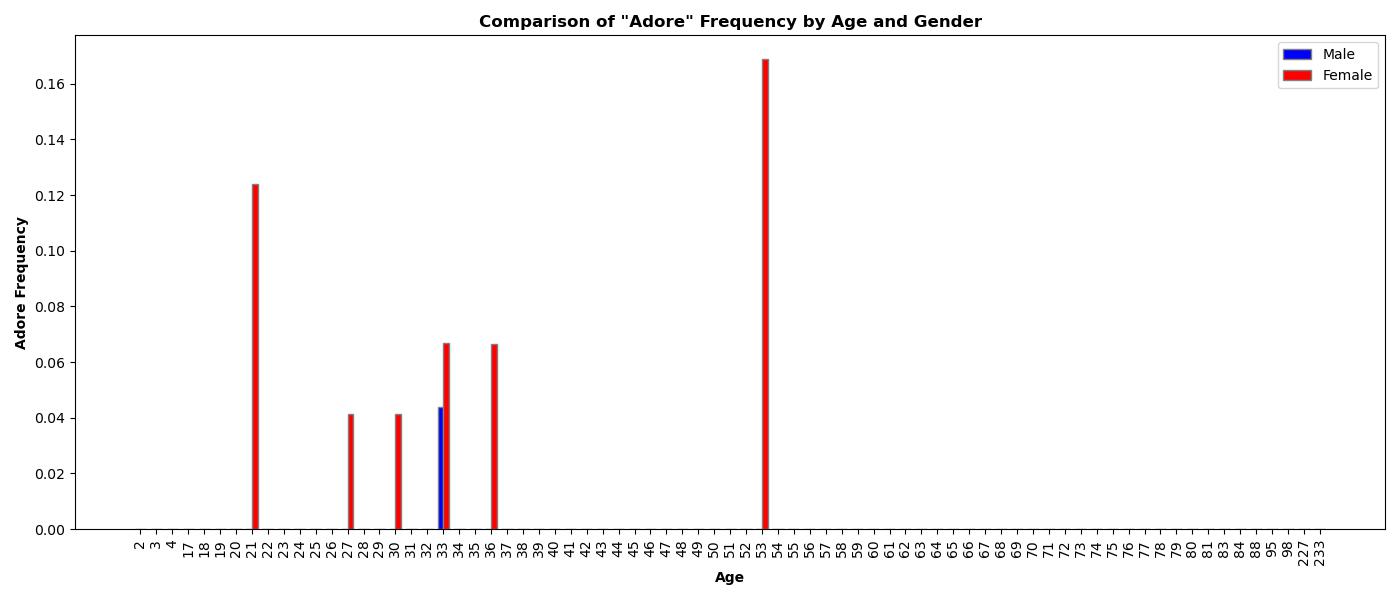 Comparison of "Adore" Frequency by Age and Gender
Male
Female
Adore Frequency
0.16
0.14
0.12
0.10
0.08
0.06
0.04
0.02
0.00
2 3 4 17 18 19 20 21 22 23 24 25 26 27 28 29 30 31 32 33 34 35 36 37 38 39 40 41 42 43 44 45 46 47 48 49 50 51 52 53 54 55 56 57 58 59 60 61 62 63 64 65 66 67 68 69 70 71 72 73 74 75 76 77 78 79 80 81 83 84 88 95 98 227 233
Age